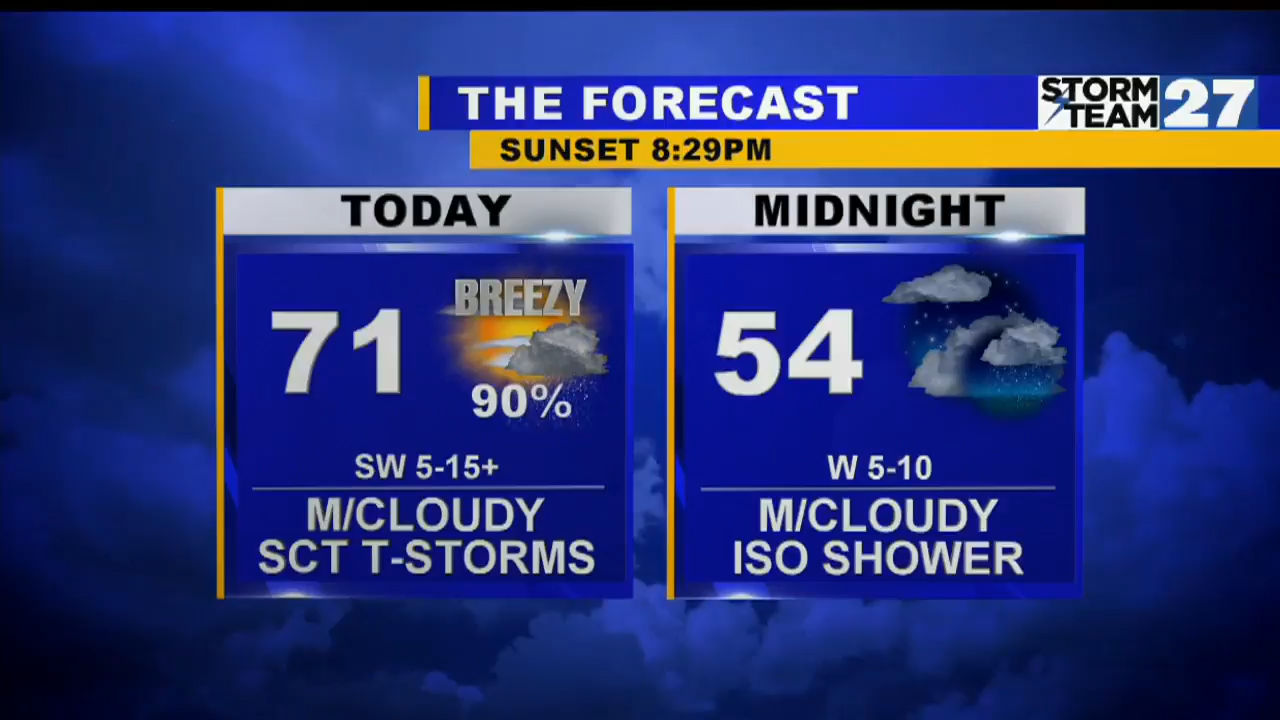 THE FORECAST
STORM TEAM 27
SUNSET 8:29PM
TODAY
71
BREEZY
90%
SW 5-15+
M/CLOUDY
SCT T-STORMS
MIDNIGHT
54
W 5-10
M/CLOUDY
ISO SHOWER